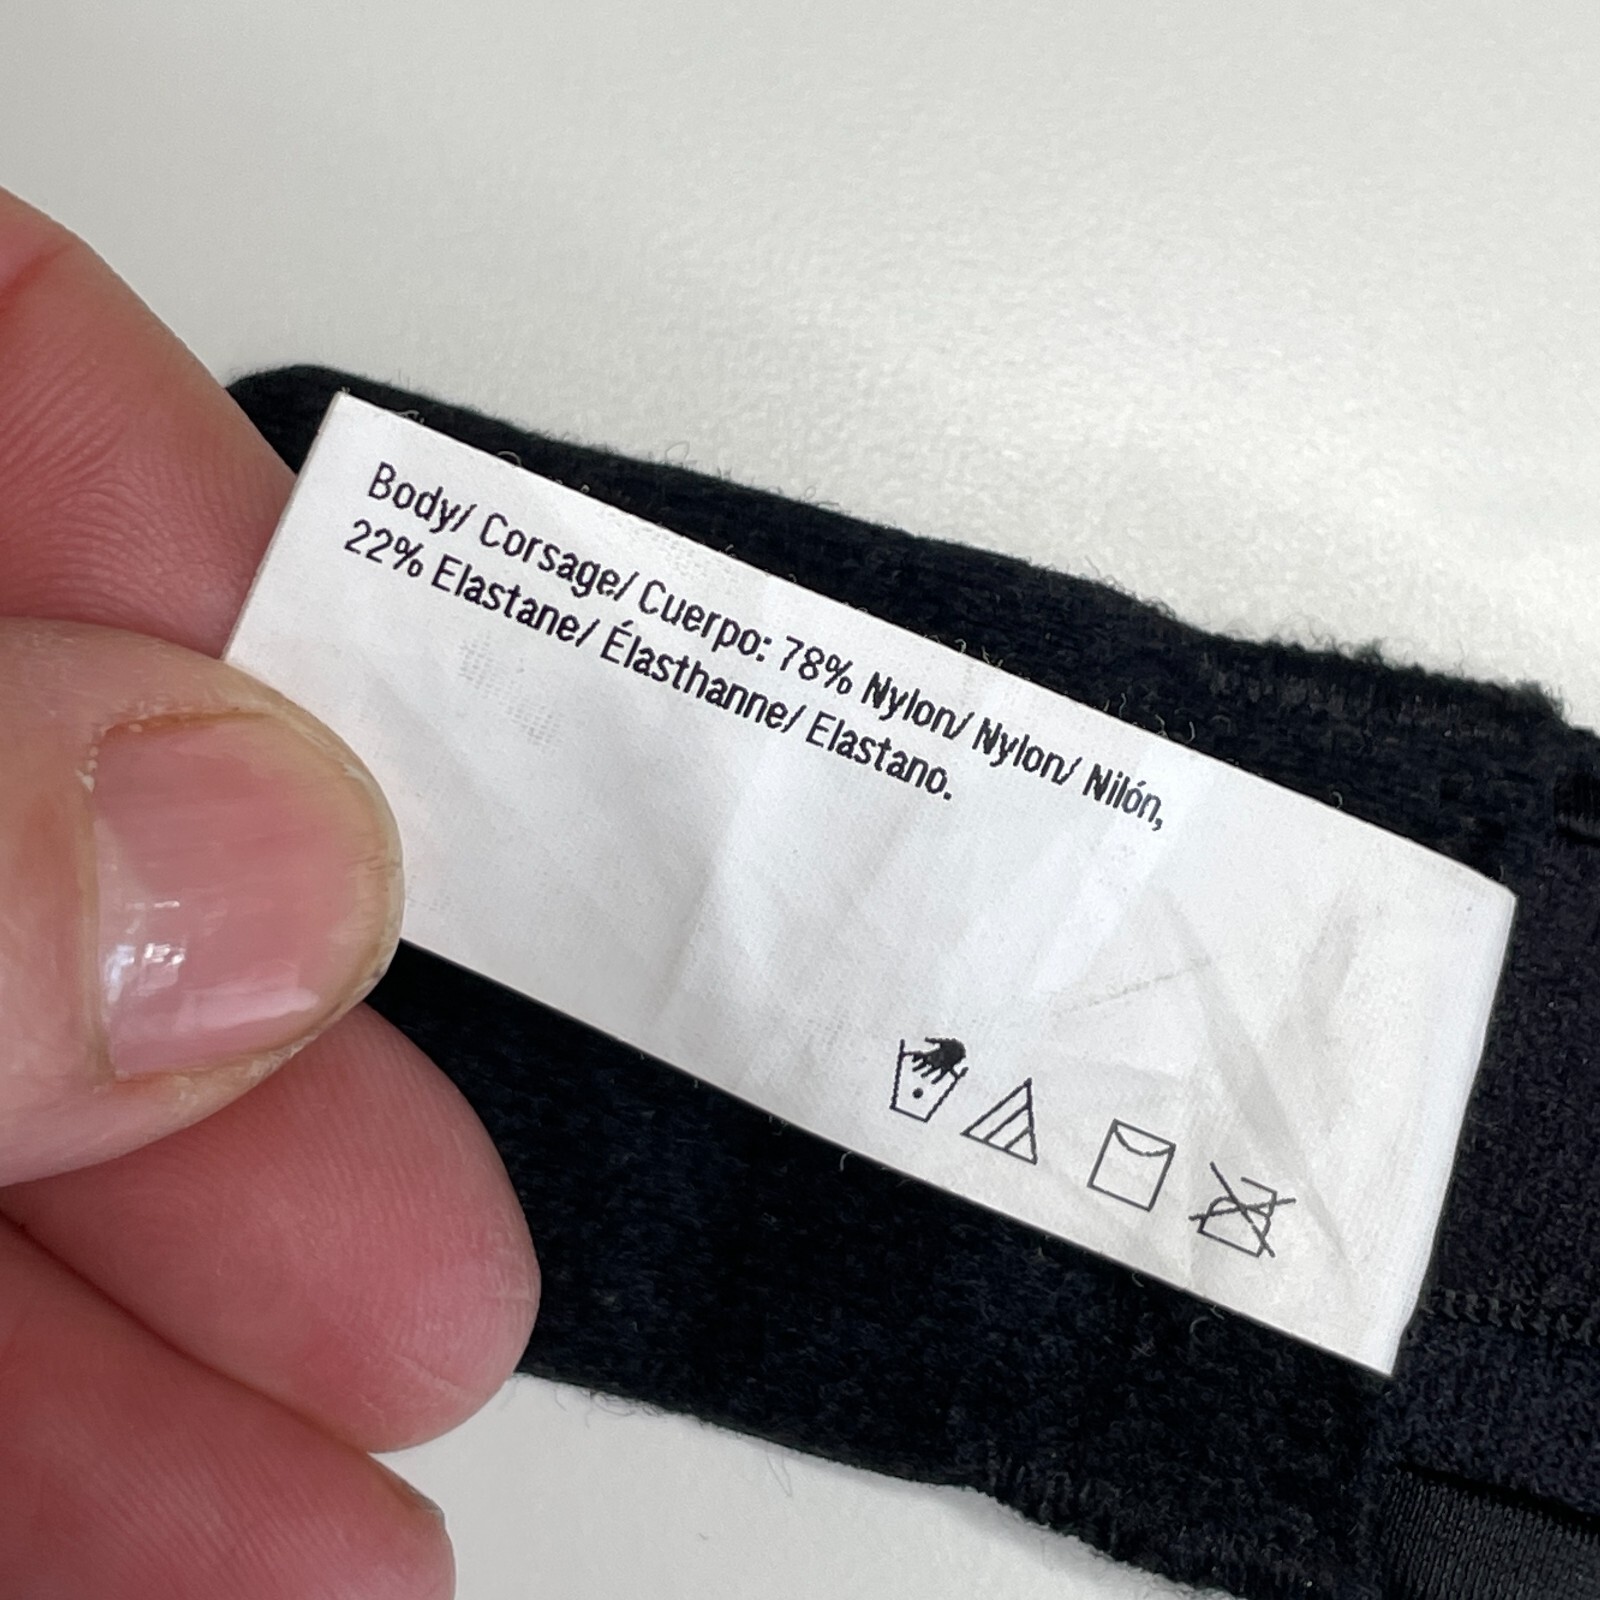 Body/ Corsage/ Cuerpo: 78% Nylon/ Nylon/ Nilón,
22% Elastane/ Élasthanne/ Elastano.